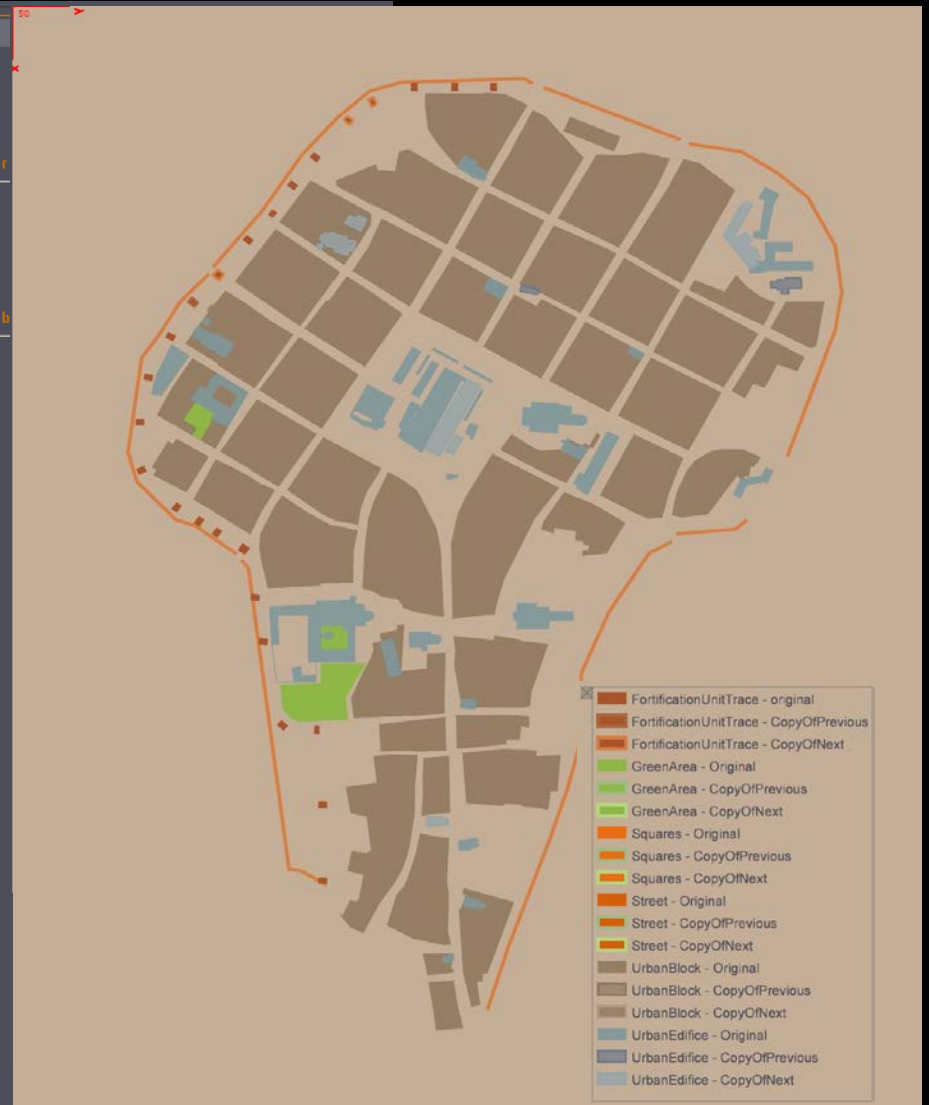 50
Y
X
r
b
FortificationUnitTrace - original
FortificationUnitTrace - CopyOfPrevious
FortificationUnitTrace - CopyOfNext
GreenArea - Original
GreenArea - CopyOfPrevious
GreenArea - CopyOfNext
Squares - Original
Squares - CopyOfPrevious
Squares - CopyOfNext
Street - Original
Street - CopyOfPrevious
Street - CopyOfNext
UrbanBlock - Original
UrbanBlock - CopyOfPrevious
UrbanBlock - CopyOfNext
UrbanEdifice - Original
UrbanEdifice - CopyOfPrevious
UrbanEdifice - CopyOfNext